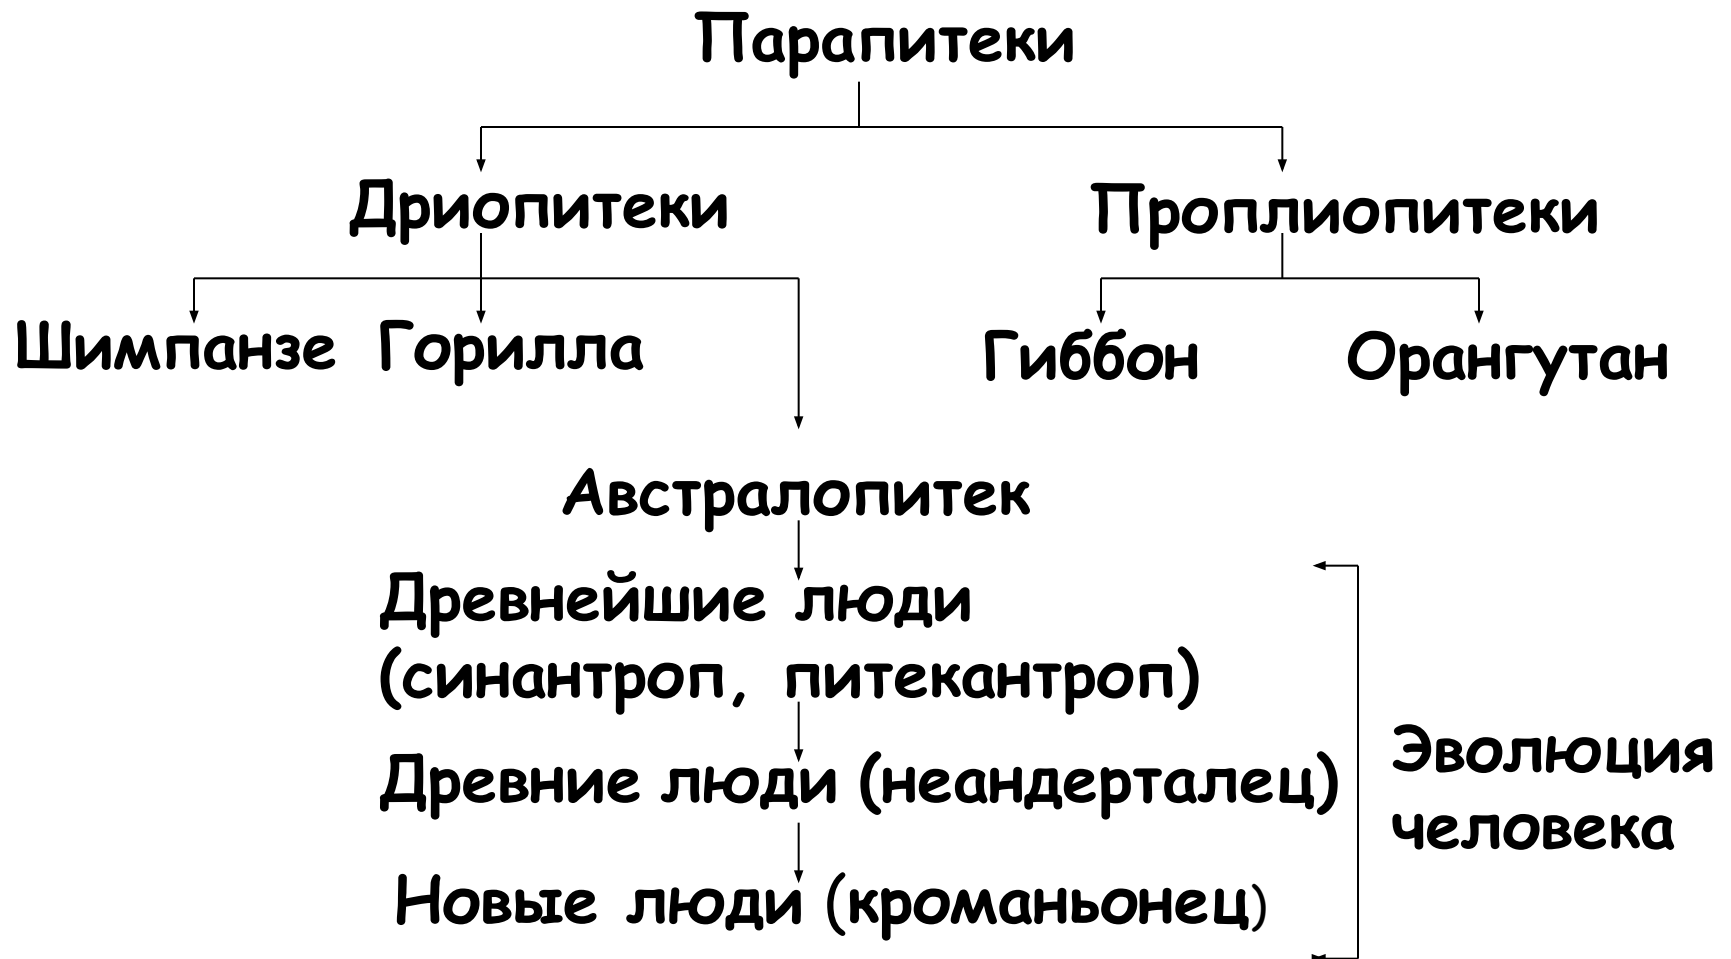 Парапитеки
Дриопитеки
Проплиопитеки
Шимпанзе
Горилла
Гиббон
Орангутан
Австралопитек
Древнейшие люди
(синантроп, питекантроп)
Древние люди (неандерталец)
Новые люди (кроманьонец)
Эволюция
человека